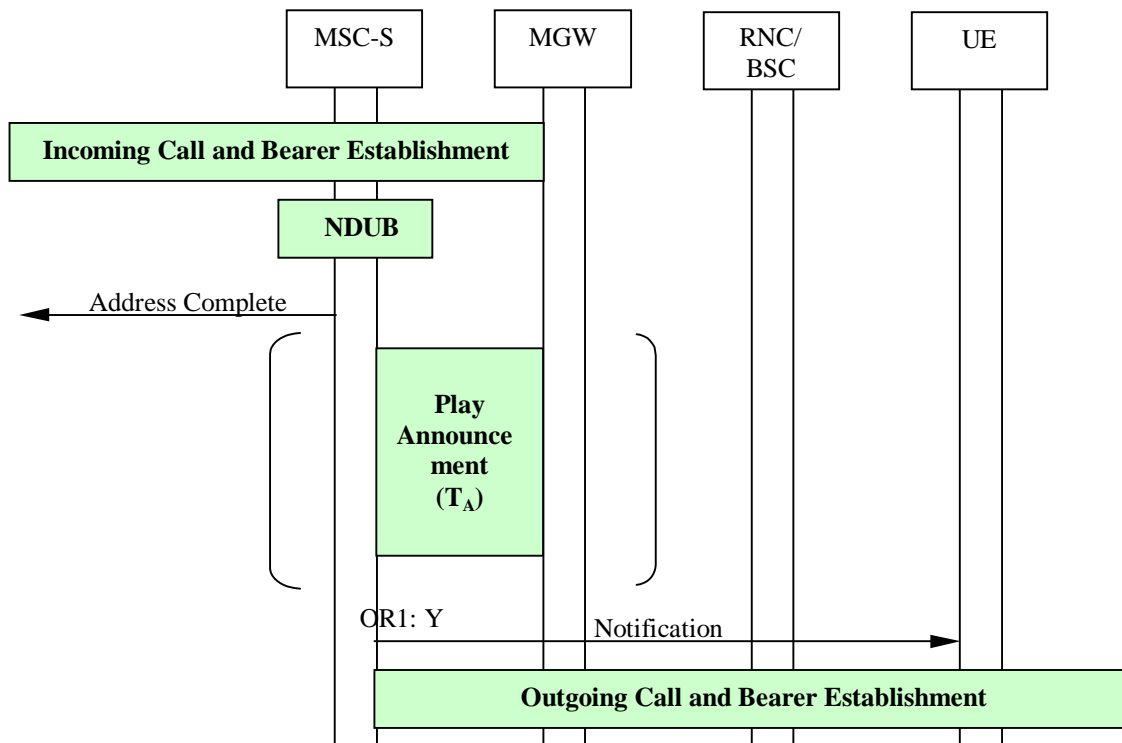 MSC-S
MGW
RNC/
BSC
UE
Incoming Call and Bearer Establishment
NDUB
Address Complete
Play
Announce
ment
(TA)
OR1: Y
Notification
Outgoing Call and Bearer Establishment